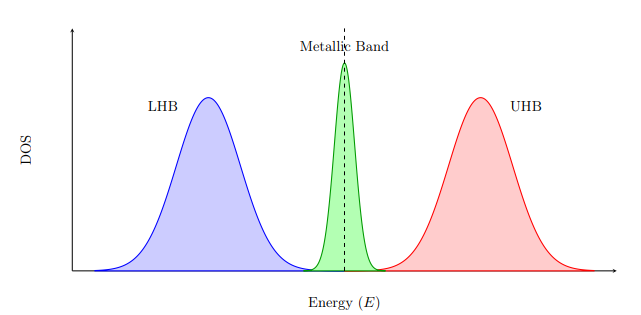 Metallic Band
LHB
UHB
DOS
Energy (E)